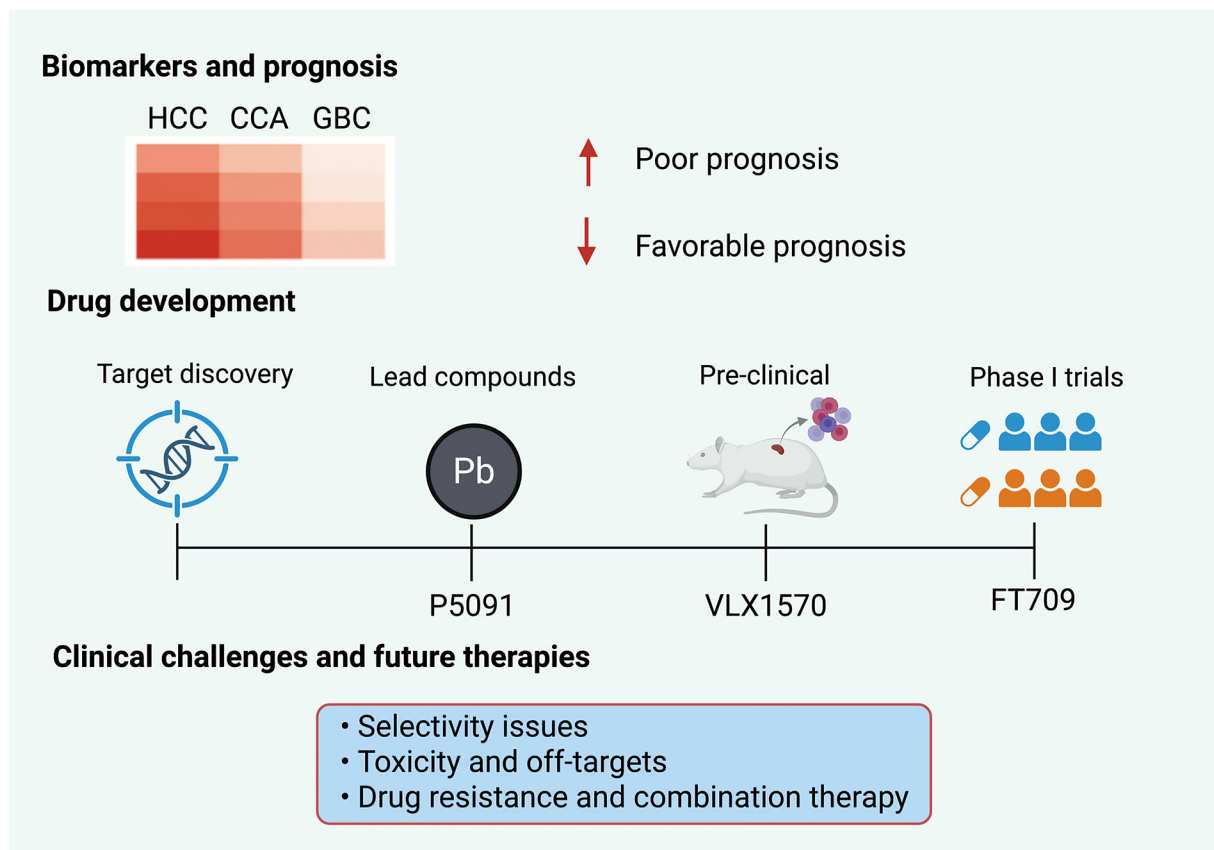 Biomarkers and prognosis
HCC CCA GBC
Poor prognosis
Favorable prognosis
Drug development
Target discovery
Lead compounds
Pre-clinical
Phase I trials
Pb
P5091
VLX1570
FT709
Clinical challenges and future therapies
• Selectivity issues
• Toxicity and off-targets
• Drug resistance and combination therapy